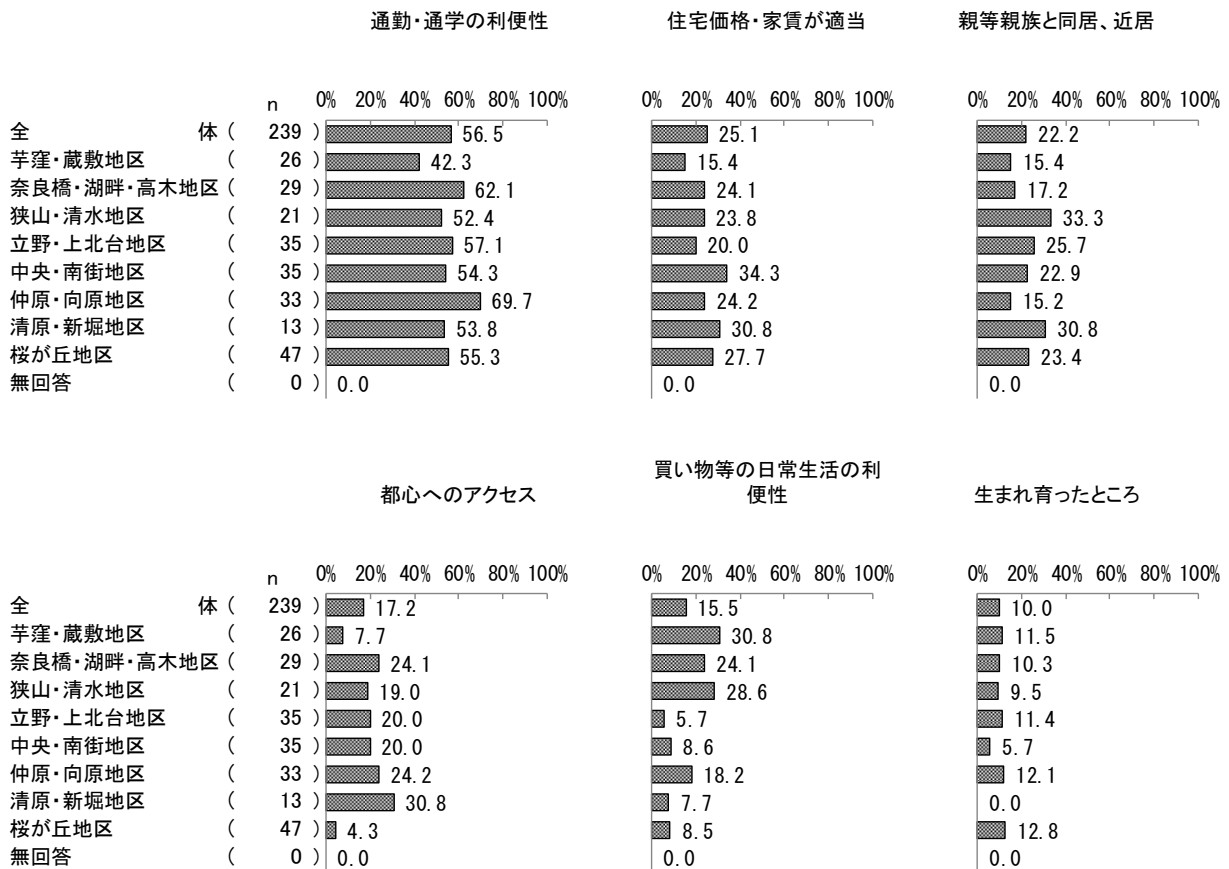 通勤・通学の利便性 住宅価格・家賃が適当 親等親族と同居、近居
n 0% 20% 40% 60% 80% 100% 0% 20% 40% 60% 80% 100% 0% 20% 40% 60% 80% 100%
全 体 ( 239 ) 56.5 25.1 22.2
芋窪・蔵敷地区 ( 26 ) 42.3 15.4 15.4
奈良橋・湖畔・高木地区 ( 29 ) 62.1 24.1 17.2
狭山・清水地区 ( 21 ) 52.4 23.8 33.3
立野・上北台地区 ( 35 ) 57.1 20.0 25.7
中央・南街地区 ( 35 ) 54.3 34.3 22.9
仲原・向原地区 ( 33 ) 69.7 24.2 15.2
清原・新堀地区 ( 13 ) 53.8 30.8 30.8
桜が丘地区 ( 47 ) 55.3 27.7 23.4
無回答 ( 0 ) 0.0 0.0 0.0
都心へのアクセス 買い物等の日常生活の利 生まれ育ったところ
便性
n 0% 20% 40% 60% 80% 100% 0% 20% 40% 60% 80% 100% 0% 20% 40% 60% 80% 100%
全 体 ( 239 ) 17.2 15.5 10.0
芋窪・蔵敷地区 ( 26 ) 7.7 30.8 11.5
奈良橋・湖畔・高木地区 ( 29 ) 24.1 24.1 10.3
狭山・清水地区 ( 21 ) 19.0 28.6 9.5
立野・上北台地区 ( 35 ) 20.0 5.7 11.4
中央・南街地区 ( 35 ) 20.0 8.6 5.7
仲原・向原地区 ( 33 ) 24.2 18.2 12.1
清原・新堀地区 ( 13 ) 30.8 7.7 0.0
桜が丘地区 ( 47 ) 4.3 8.5 12.8
無回答 ( 0 ) 0.0 0.0 0.0